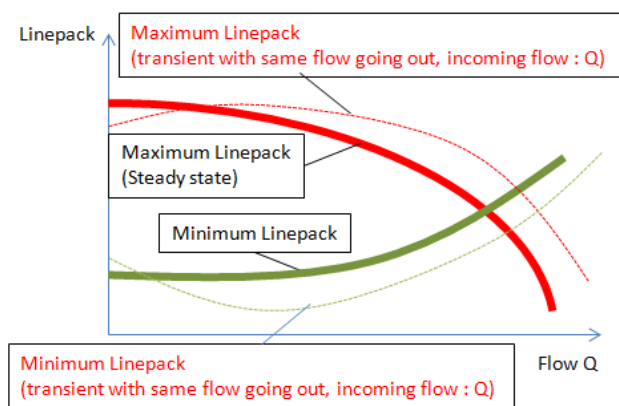 Linepack
Maximum Linepack
(transient with same flow going out, incoming flow : Q)
Maximum Linepack
(Steady state)
Minimum Linepack
Minimum Linepack
(transient with same flow going out, incoming flow : Q)
Flow Q